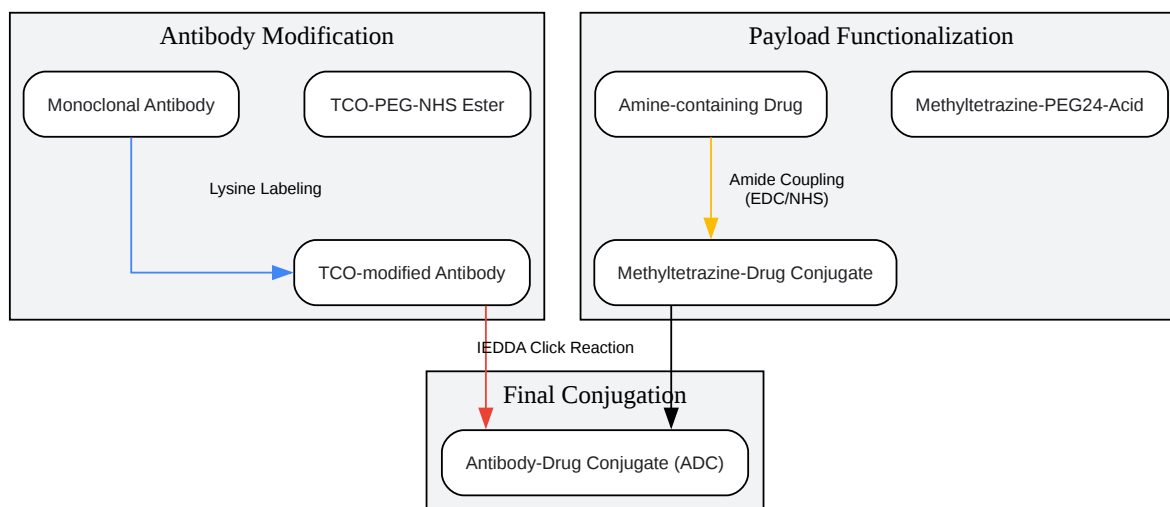 Antibody Modification
Payload Functionalization
Monoclonal Antibody
TCO-PEG-NHS Ester
Amine-containing Drug
Methyltetrazine-PEG24-Acid
Lysine Labeling
Amide Coupling
(EDC/NHS)
TCO-modified Antibody
Methyltetrazine-Drug Conjugate
IEDDA Click Reaction
Final Conjugation
Antibody-Drug Conjugate (ADC)